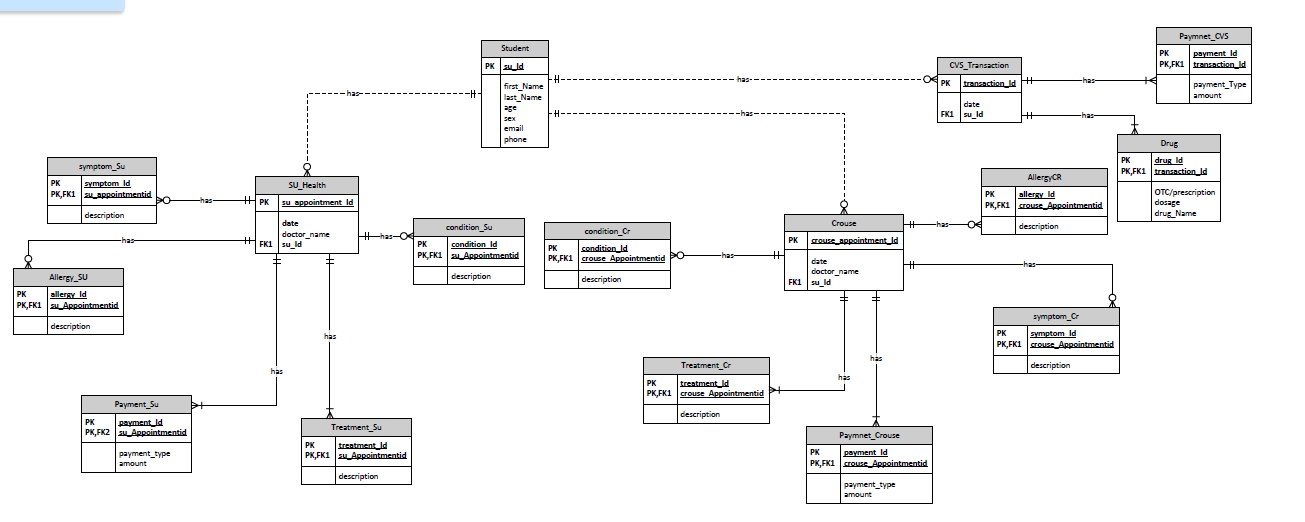 Student
PK su_Id
first_Name
last_Name
age
sex
email
phone
has
has
has
CVS_Transaction
PK transaction_Id
date
FK1 su_Id
has
has
Paymnet_CVS
PK payment_Id
PK,FK1 transaction_Id
payment_Type
amount
Drug
PK drug_Id
PK,FK1 transaction_Id
OTC/prescription
dosage
drug_Name
symptom_Su
PK symptom_Id
PK,FK1 su_appointmentid
description
has
SU_Health
PK su_appointment_Id
date
doctor_name
FK1 su_Id
has
has
condition_Su
PK condition_Id
PK,FK1 su_Appointmentid
description
Allergy_SU
PK allergy_Id
PK,FK1 su_Appointmentid
description
has
has
Payment_Su
PK payment_Id
PK,FK2 su_Appointmentid
payment_type
amount
Treatment_Su
PK treatment_Id
PK,FK1 su_Appointmentid
description
condition_Cr
PK condition_Id
PK,FK1 crouse_Appointmentid
description
has
Crouse
PK crouse_appointment_Id
date
doctor_name
FK1 su_Id
has
AllergyCR
PK allergy_Id
PK,FK1 crouse_Appointmentid
description
has
symptom_Cr
PK symptom_Id
PK,FK1 crouse_Appointmentid
description
has
has
Treatment_Cr
PK treatment_Id
PK,FK1 crouse_Appointmentid
description
Paymnet_Crouse
PK payment_Id
PK,FK1 crouse_Appointmentid
payment_type
amount